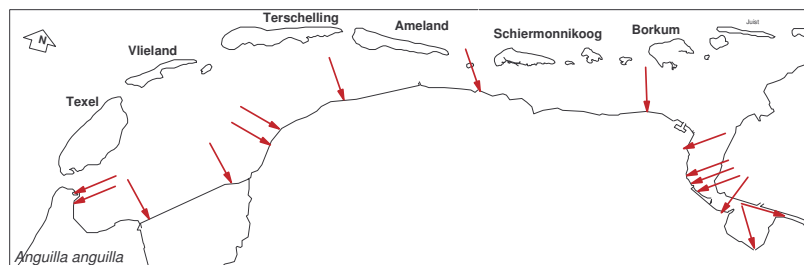 N
Terschelling
Ameland
Juist
Borkum
Schiermonnikoog
Vlieland
Texel
Anguilla anguilla